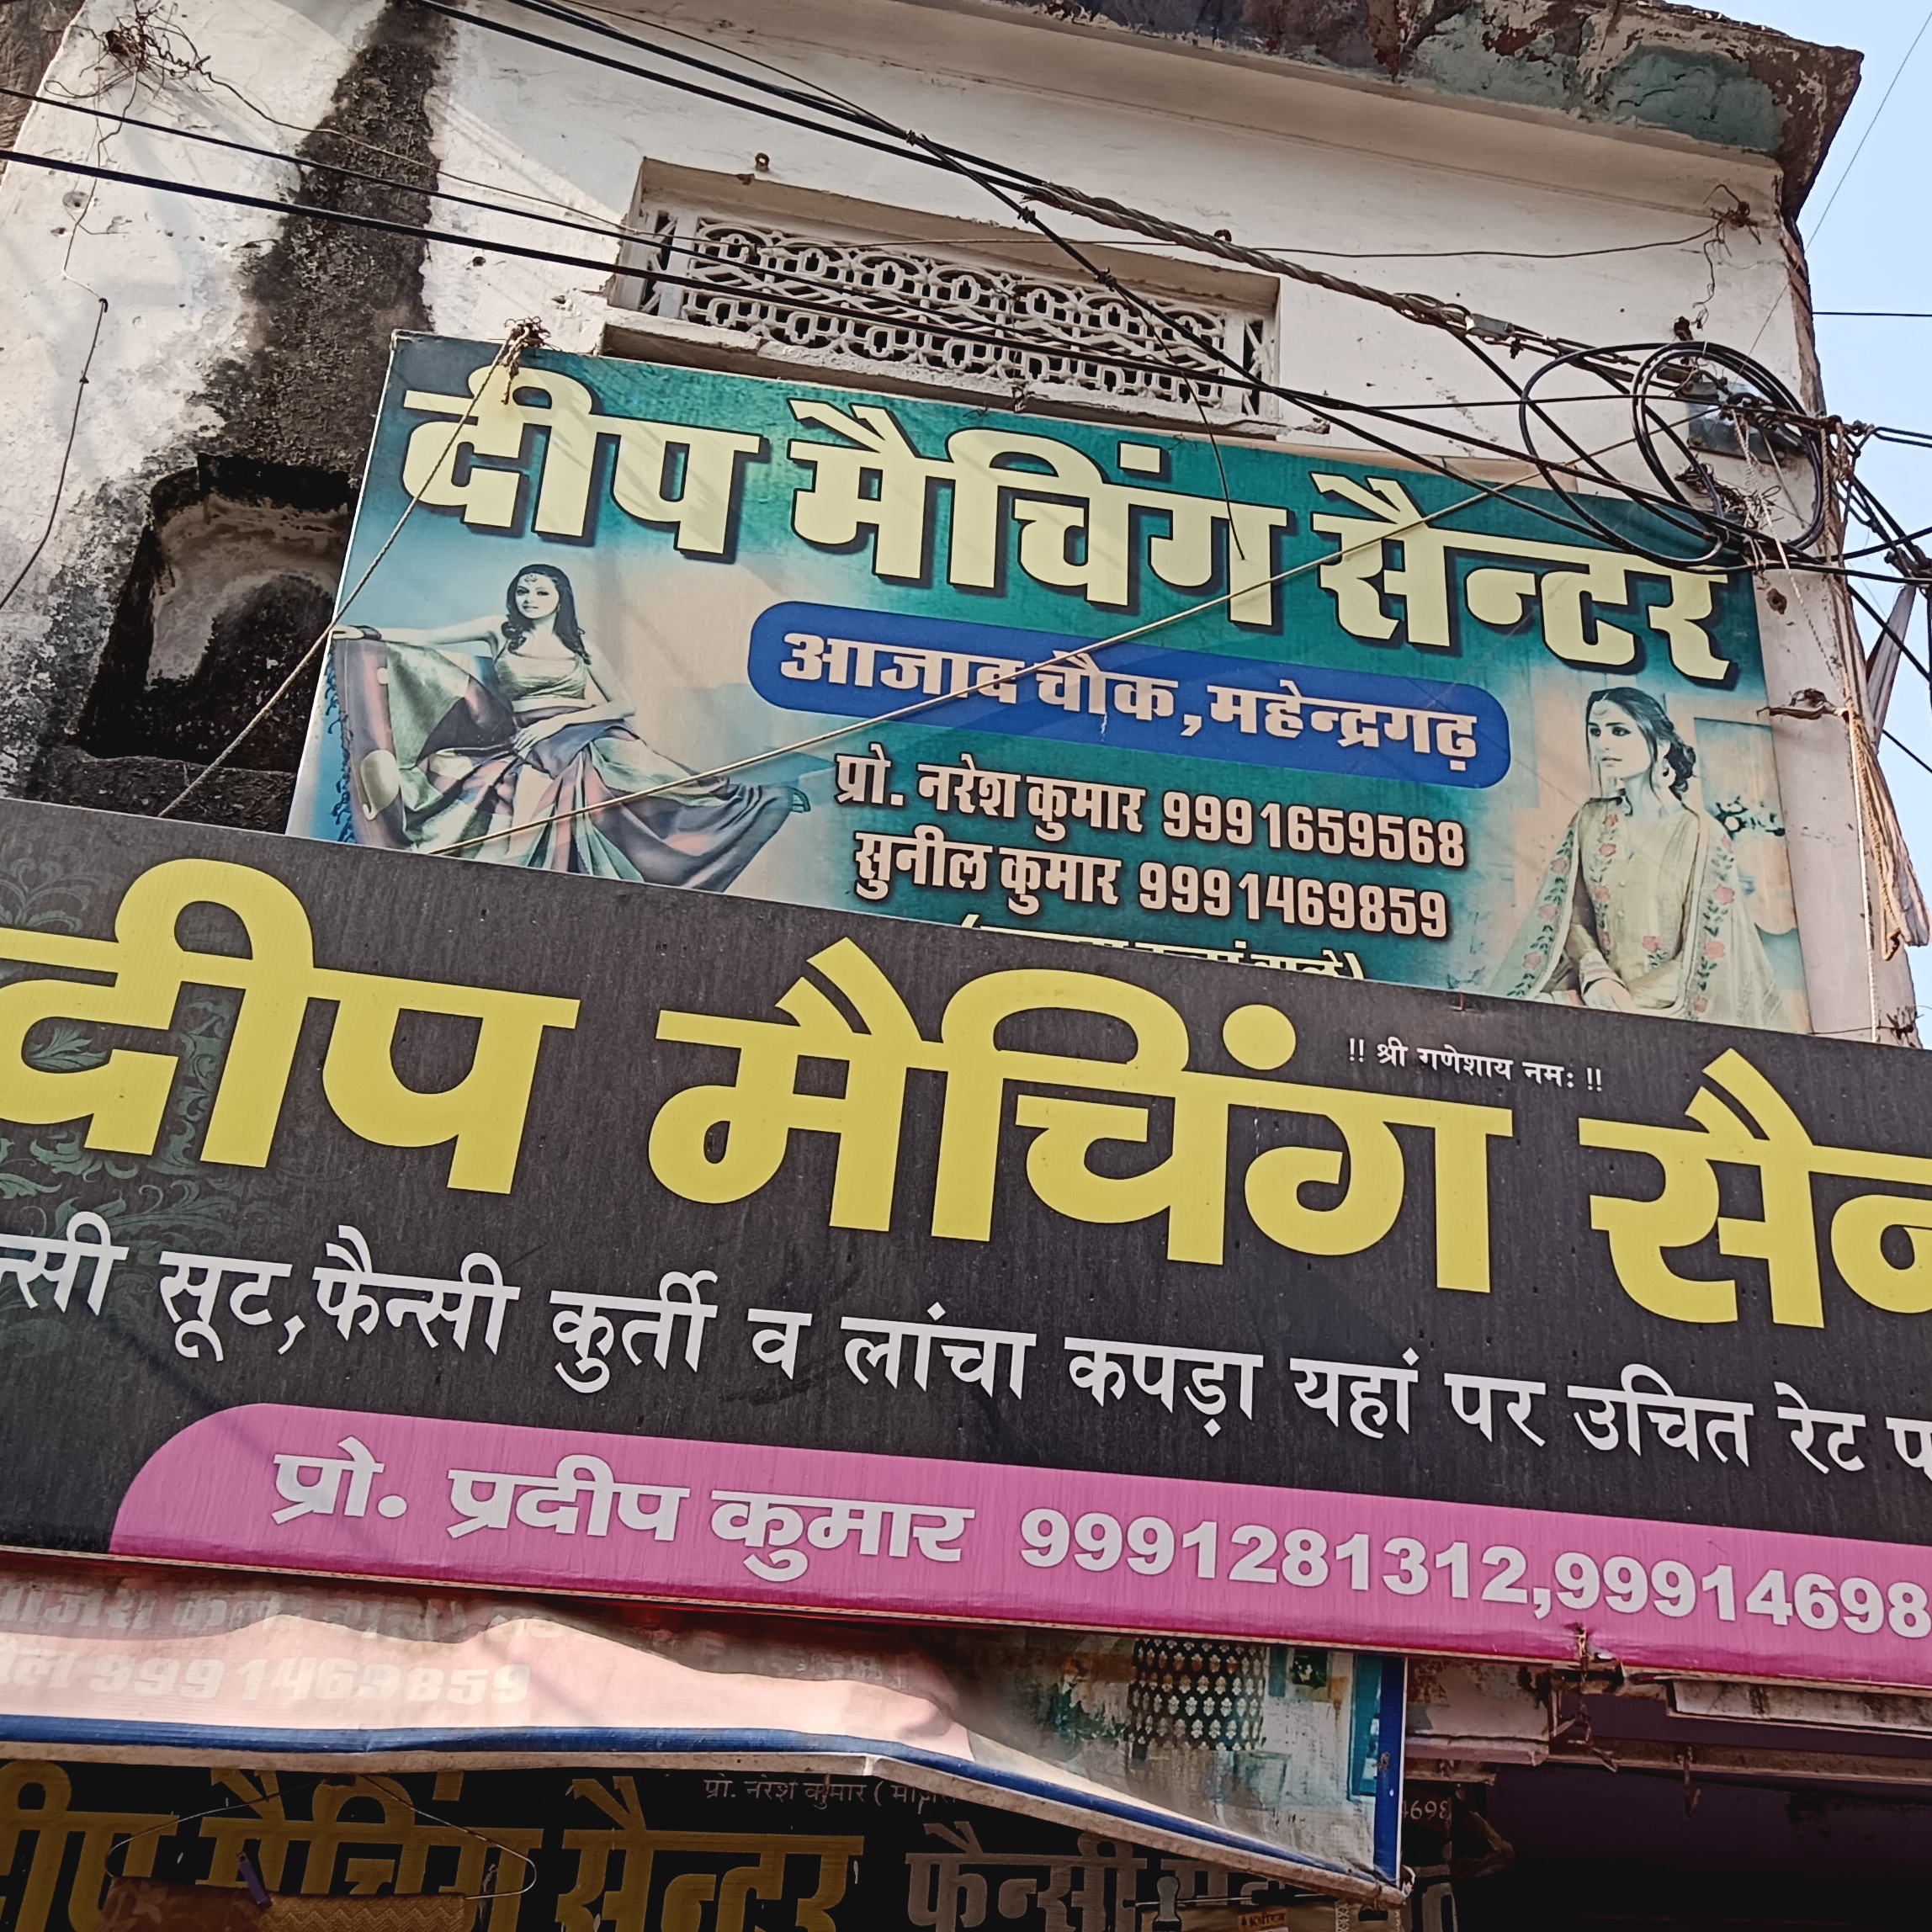 दीप मैचिंग सैन्टर
आजाद चौक, महेन्द्रगढ़
प्रो. नरेश कुमार 9991659568
सुनील कुमार 9991469859
!! श्री गणेशाय नमः !!
दीप मैचिंग सैन
न्सी सूट, फैन्सी कुर्ती व लांचा कपड़ा यहां पर उचित रेट प
प्रो. प्रदीप कुमार 9991281312, 99914698
9991469859
प्रो. नरेश कुमार (
दीप मैचिंग सैन्टर फैन्सी